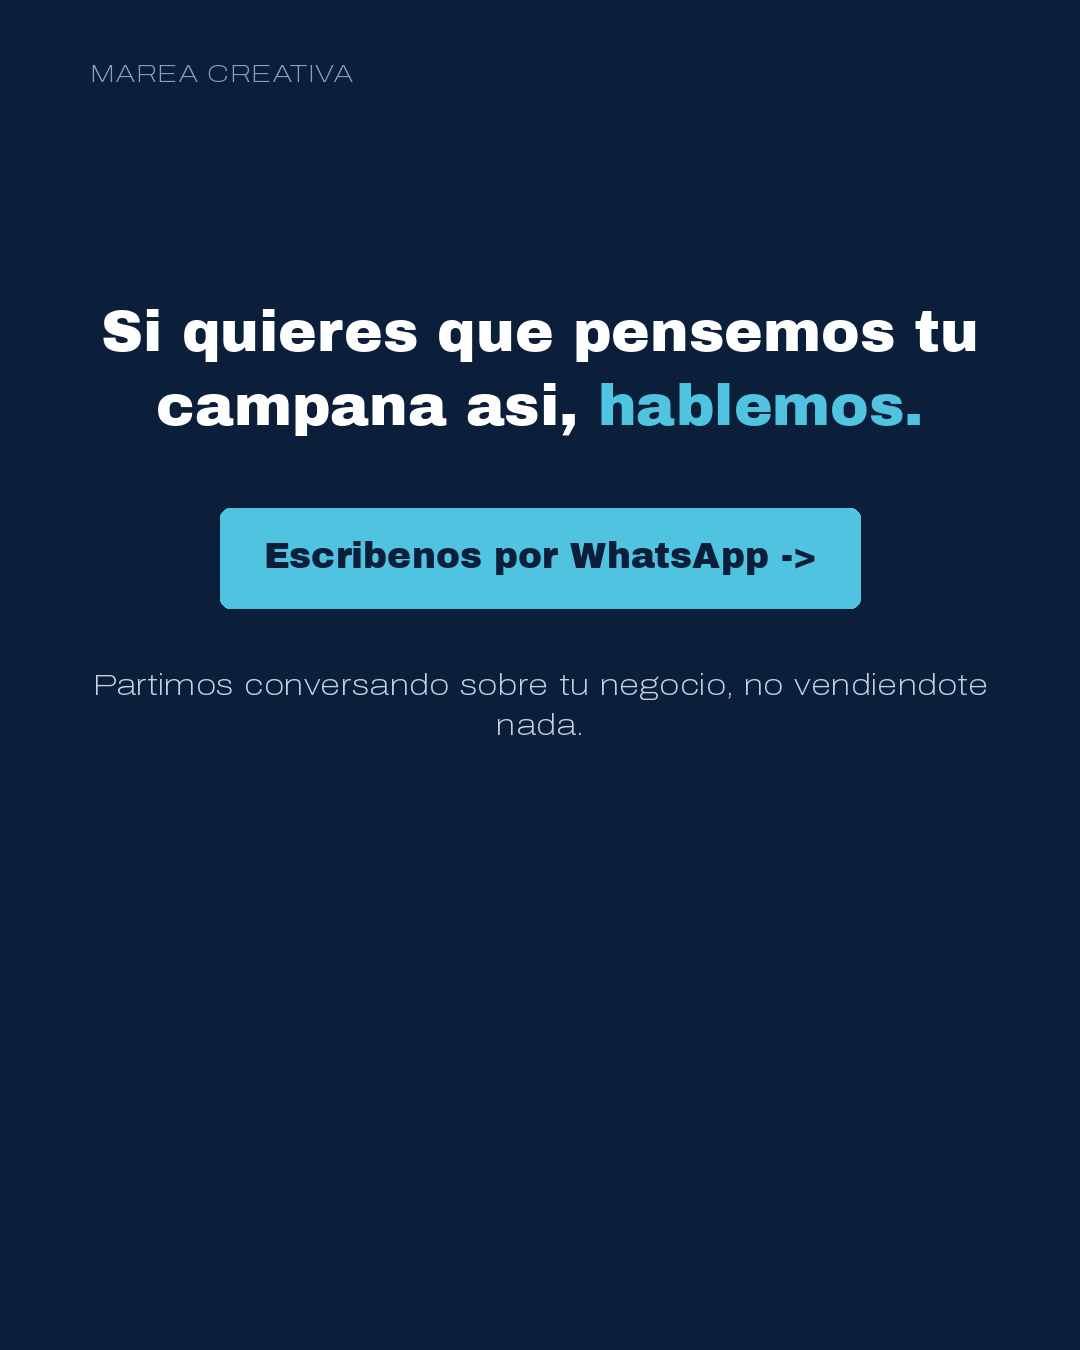 MAREA CREATIVA
Si quieres que pensemos tu
campana asi, hablemos.
Escribenos por WhatsApp ->
Partimos conversando sobre tu negocio, no vendiendote
nada.